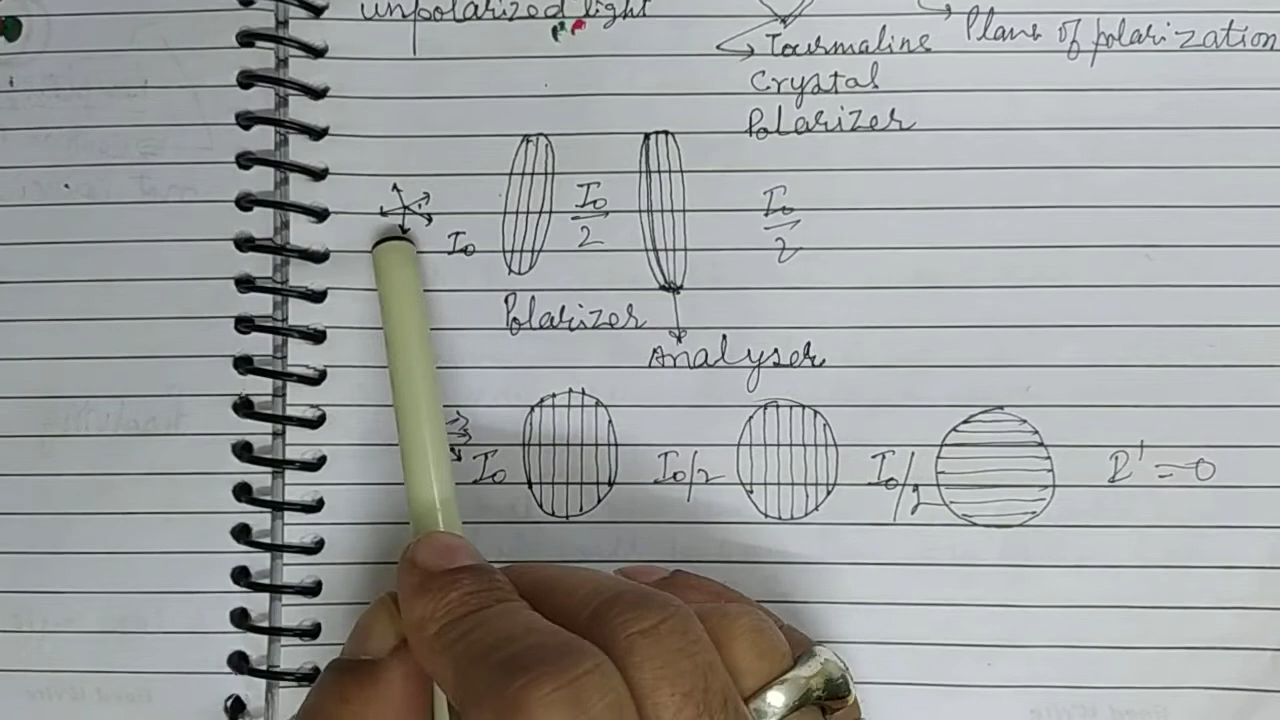 unpolarized light
Tourmaline Plane of polarization
Crystal
Polarizer
I₀ I₀/2 I₀/2
Polarizer
Analyser
I₀ I₀/2 I₀/2 I' = 0